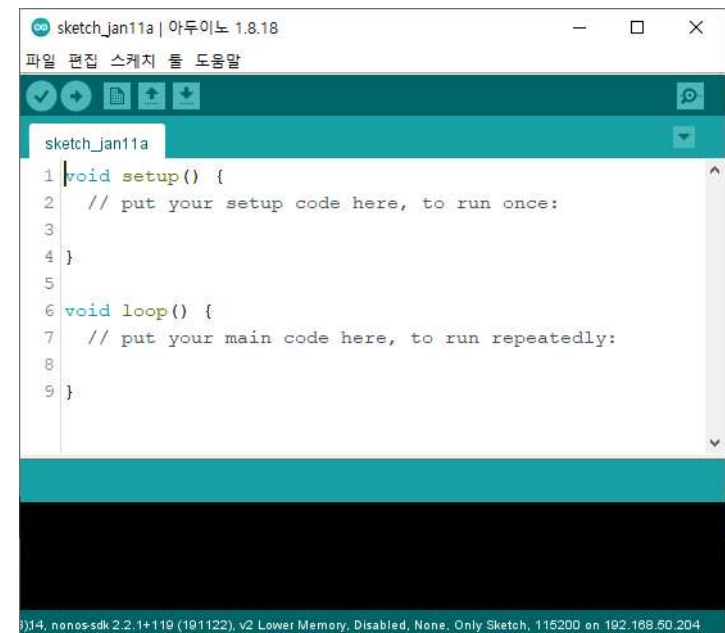 sketch_jan11a | 아두이노 1.8.18
파일 편집 스케치 툴 도움말
sketch_jan11a
1 void setup() {
2   // put your setup code here, to run once:
3
4 }
5
6 void loop() {
7   // put your main code here, to run repeatedly:
8
9 }
),14, nonos-sdk 2.2.1+119 (191122), v2 Lower Memory, Disabled, None, Only Sketch, 115200 on 192.168.50.204